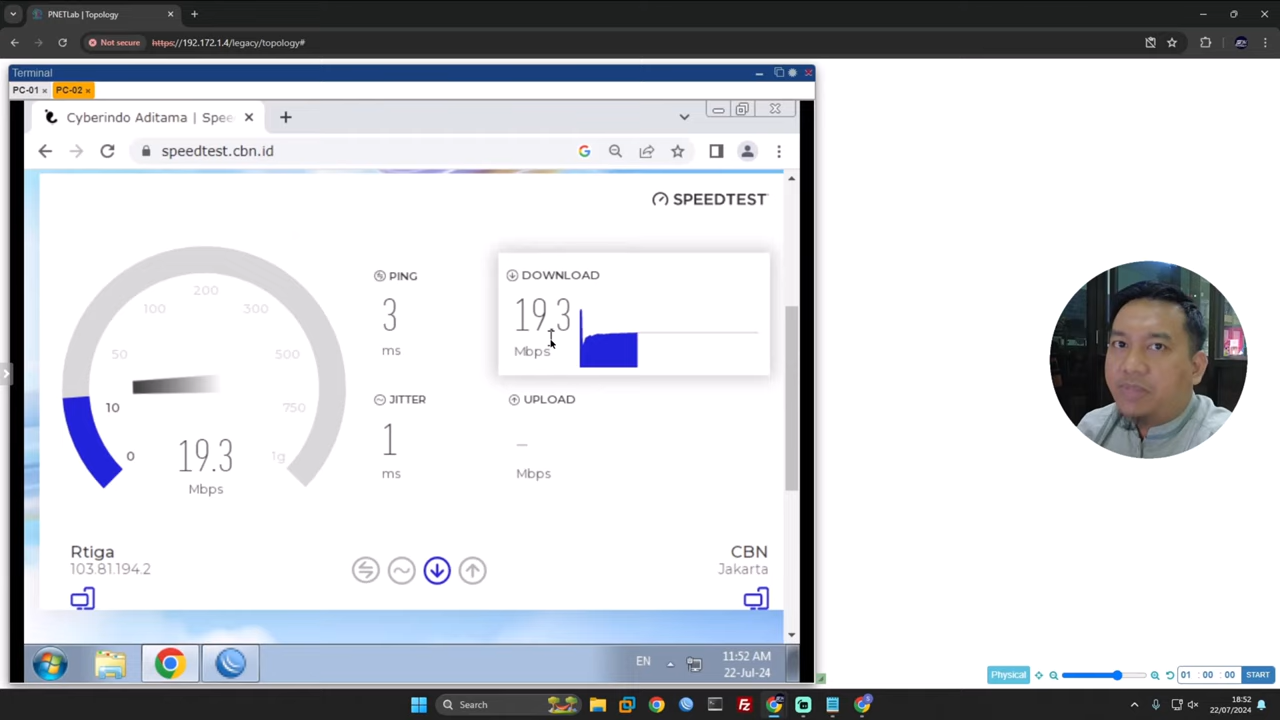 PNETLab | Topology
Not secure
https://192.172.1.4/legacy/topology#
Terminal
PC-01
PC-02
Cyberindo Aditama | Spee
speedtest.cbn.id
SPEEDTEST
PING
3
ms
DOWNLOAD
19.3
Mbps
JITTER
1
ms
UPLOAD
–
Mbps
0
10
50
100
200
300
500
750
1g
19.3
Mbps
Rtiga
103.81.194.2
CBN
Jakarta
EN
11:52 AM
22-Jul-24
Physical
01 : 00 : 00
START
Search
18:52
22/07/2024